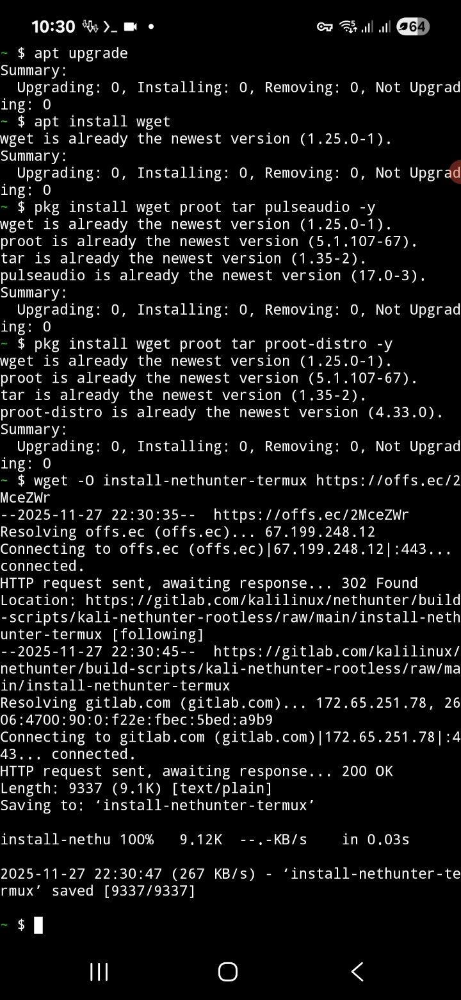 10:30
64
~ $ apt upgrade
Summary:
  Upgrading: 0, Installing: 0, Removing: 0, Not Upgrad
ing: 0
~ $ apt install wget
wget is already the newest version (1.25.0-1).
Summary:
  Upgrading: 0, Installing: 0, Removing: 0, Not Upgrad
ing: 0
~ $ pkg install wget proot tar pulseaudio -y
wget is already the newest version (1.25.0-1).
proot is already the newest version (5.1.107-67).
tar is already the newest version (1.35-2).
pulseaudio is already the newest version (17.0-3).
Summary:
  Upgrading: 0, Installing: 0, Removing: 0, Not Upgrad
ing: 0
~ $ pkg install wget proot tar proot-distro -y
wget is already the newest version (1.25.0-1).
proot is already the newest version (5.1.107-67).
tar is already the newest version (1.35-2).
proot-distro is already the newest version (4.33.0).
Summary:
  Upgrading: 0, Installing: 0, Removing: 0, Not Upgrad
ing: 0
~ $ wget -O install-nethunter-termux https://offs.ec/2
MceZWr
--2025-11-27 22:30:35--  https://offs.ec/2MceZWr
Resolving offs.ec (offs.ec)... 67.199.248.12
Connecting to offs.ec (offs.ec)|67.199.248.12|:443...
connected.
HTTP request sent, awaiting response... 302 Found
Location: https://gitlab.com/kalilinux/nethunter/build
-scripts/kali-nethunter-rootless/raw/main/install-neth
unter-termux [following]
--2025-11-27 22:30:45--  https://gitlab.com/kalilinux/
nethunter/build-scripts/kali-nethunter-rootless/raw/ma
in/install-nethunter-termux
Resolving gitlab.com (gitlab.com)... 172.65.251.78, 26
06:4700:90:0:f22e:fbec:5bed:a9b9
Connecting to gitlab.com (gitlab.com)|172.65.251.78|:4
43... connected.
HTTP request sent, awaiting response... 200 OK
Length: 9337 (9.1K) [text/plain]
Saving to: ‘install-nethunter-termux’
install-nethu 100%   9.12K  --.-KB/s    in 0.03s
2025-11-27 22:30:47 (267 KB/s) - ‘install-nethunter-te
rmux’ saved [9337/9337]
~ $